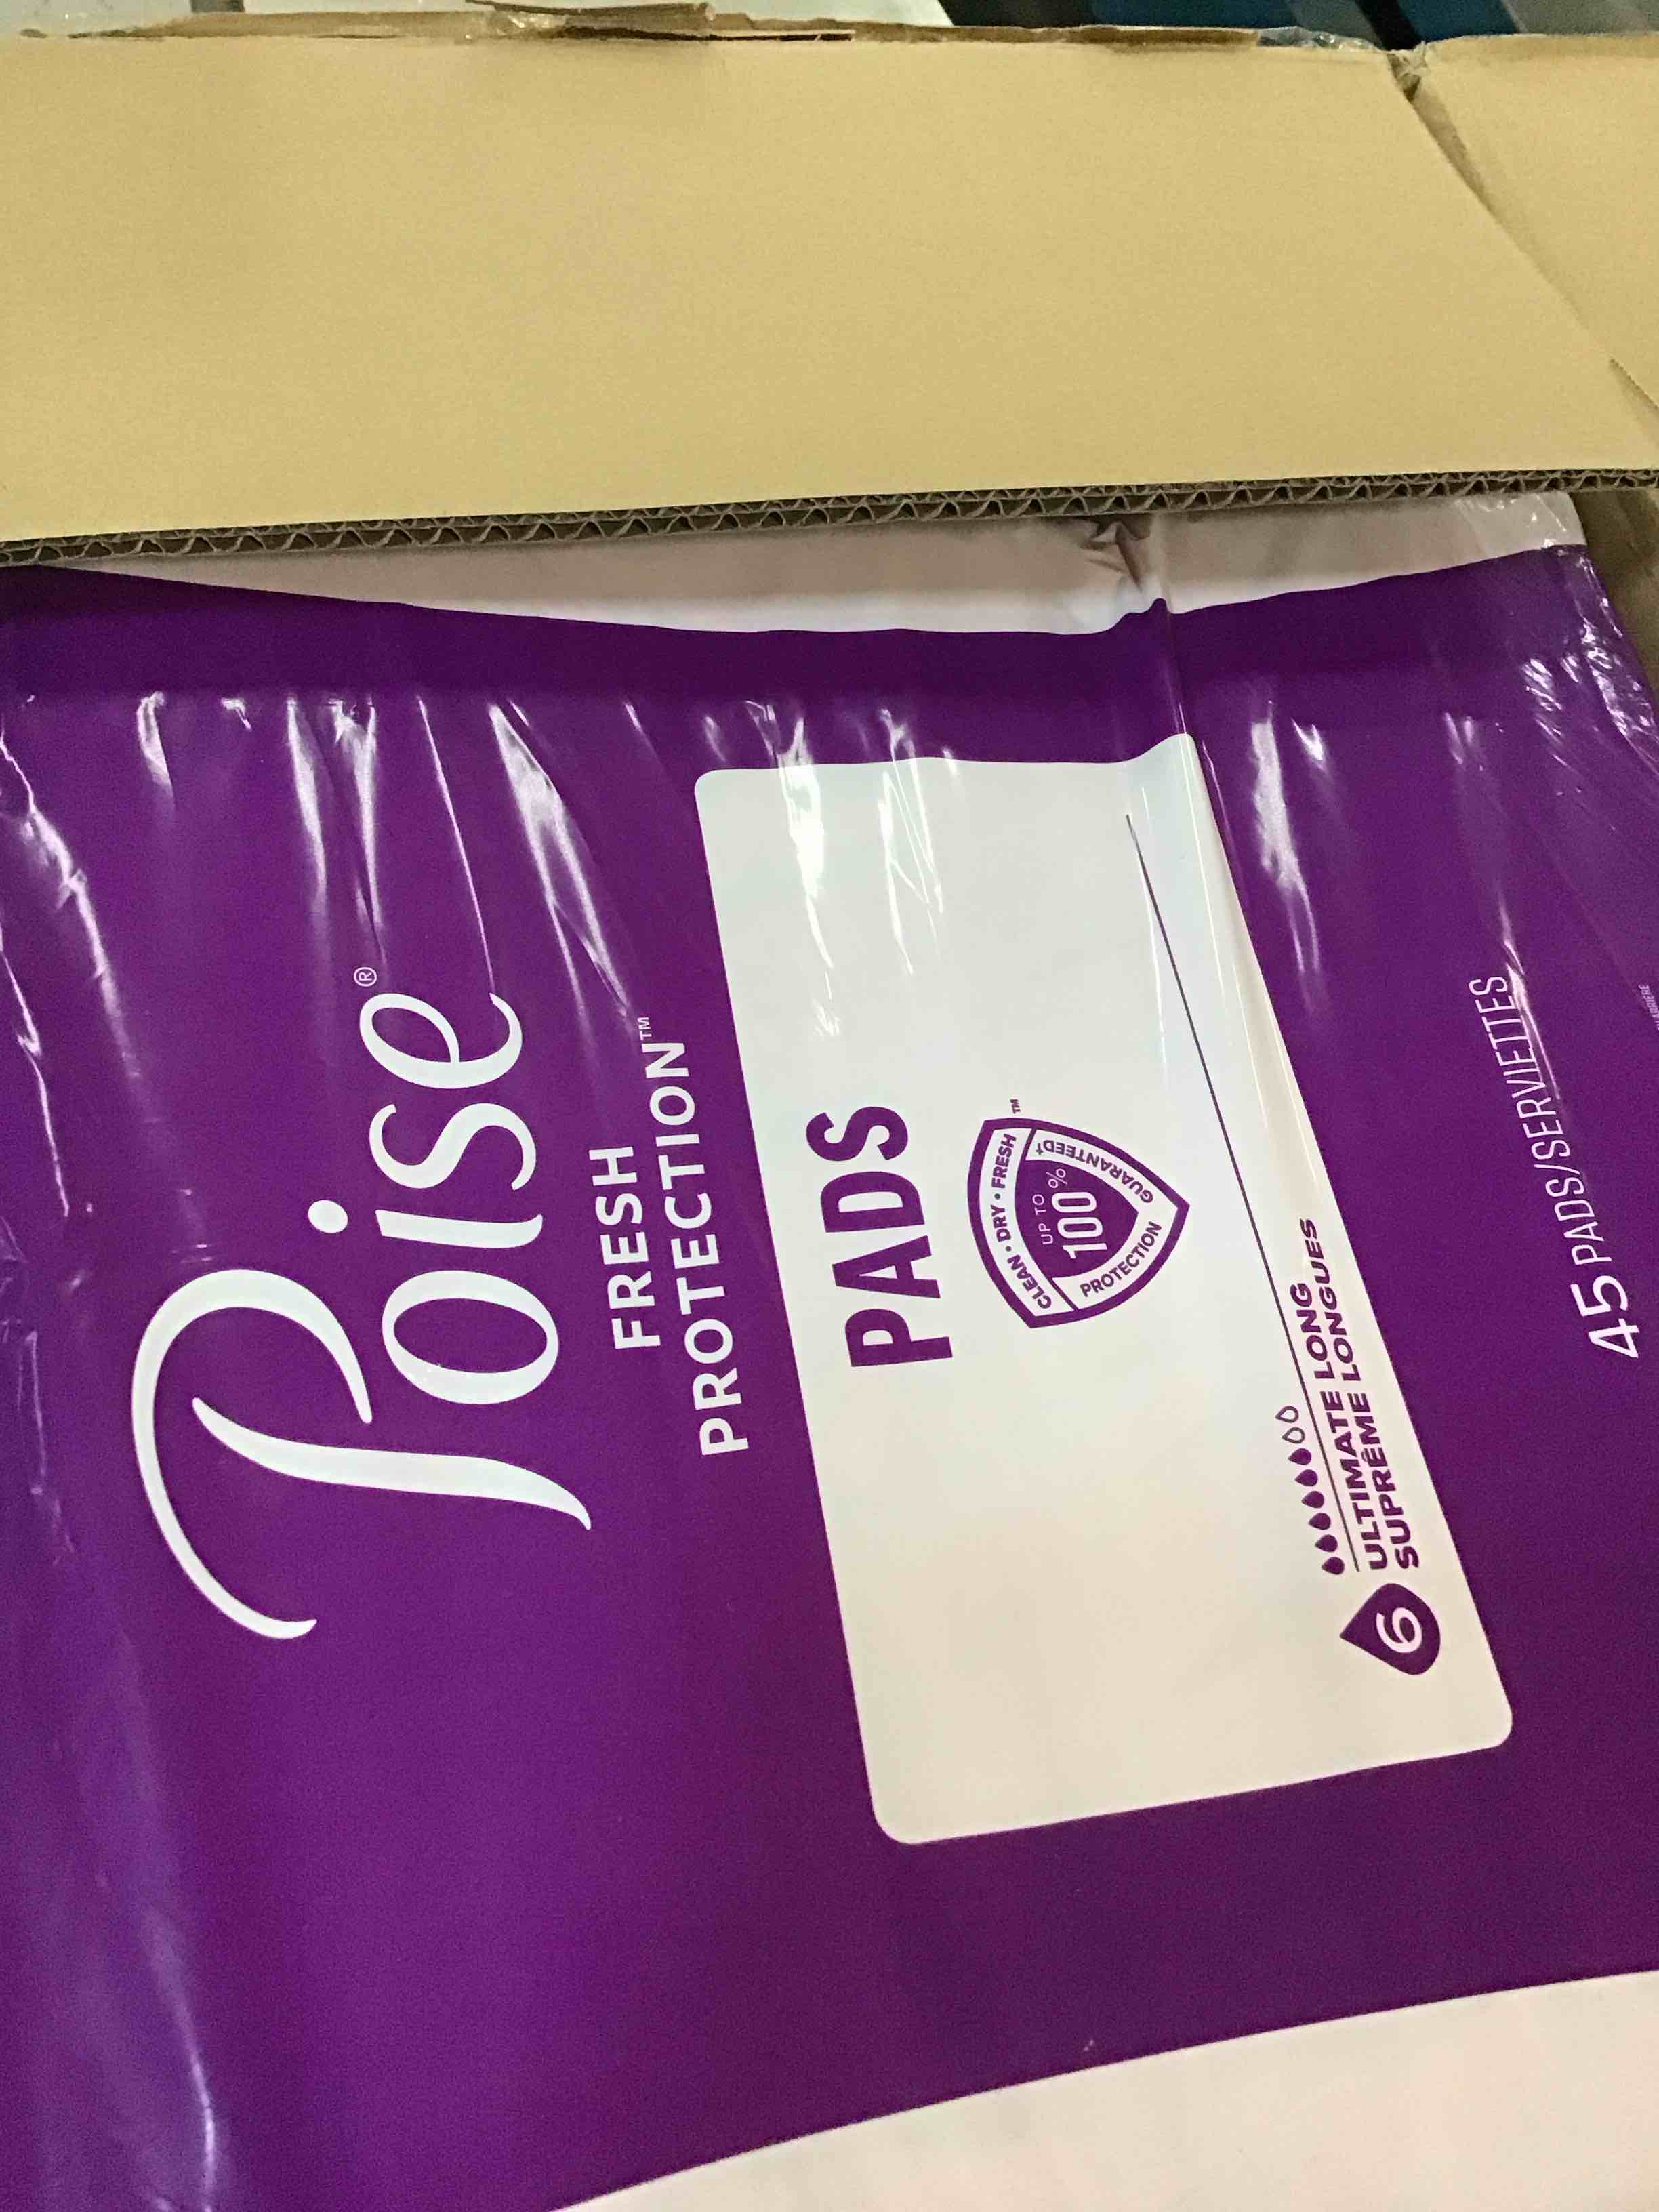 Poise®
FRESH
PROTECTION™
PADS
CLEAN • DRY • FRESH ™
UP TO
100%
PROTECTION
GUARANTEED†
6
ULTIMATE LONG
SUPRÊME LONGUES
45 PADS/SERVIETTES